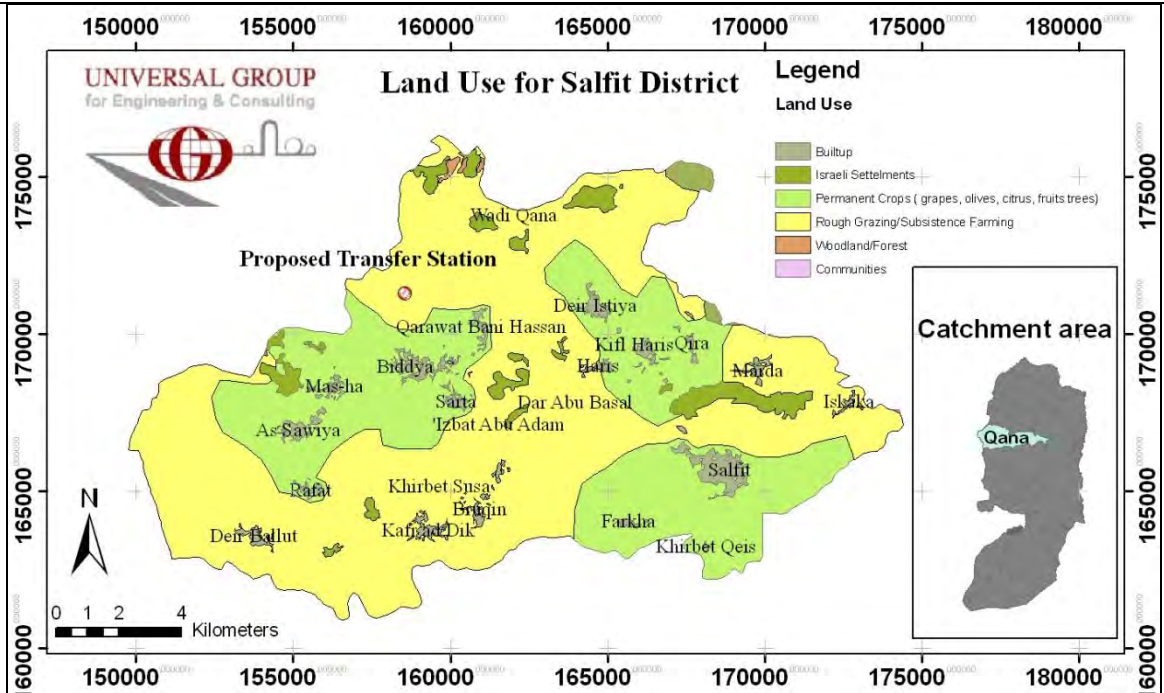 150000 155000 160000 165000 170000 175000 180000
UNIVERSAL GROUP
for Engineering & Consulting
Land Use for Salfit District
Legend
Land Use
Builtup
Israeli Settelments
Permanent Crops ( grapes, olives, citrus, fruits trees)
Rough Grazing/Subsistence Farming
Woodland/Forest
Communities
175000
175000
Wadi Qana
Proposed Transfer Station
Deir Istiya
Qarawat Bani Hassan
170000
170000
Kifl Haris
Qira
Biddya
Haris
Marda
Mas-ha
Sarta
Dar Abu Basal
Iskaka
'Izbat Abu Adam
As Sawiya
Salfit
Rafat
Khirbet Susa
165000
165000
Bruqin
Farkha
Kafr ad Dik
Deir Ballut
Khirbet Qeis
Catchment area
Qana
N
0 1 2 4
Kilometers
160000
160000
150000 155000 160000 165000 170000 175000 180000